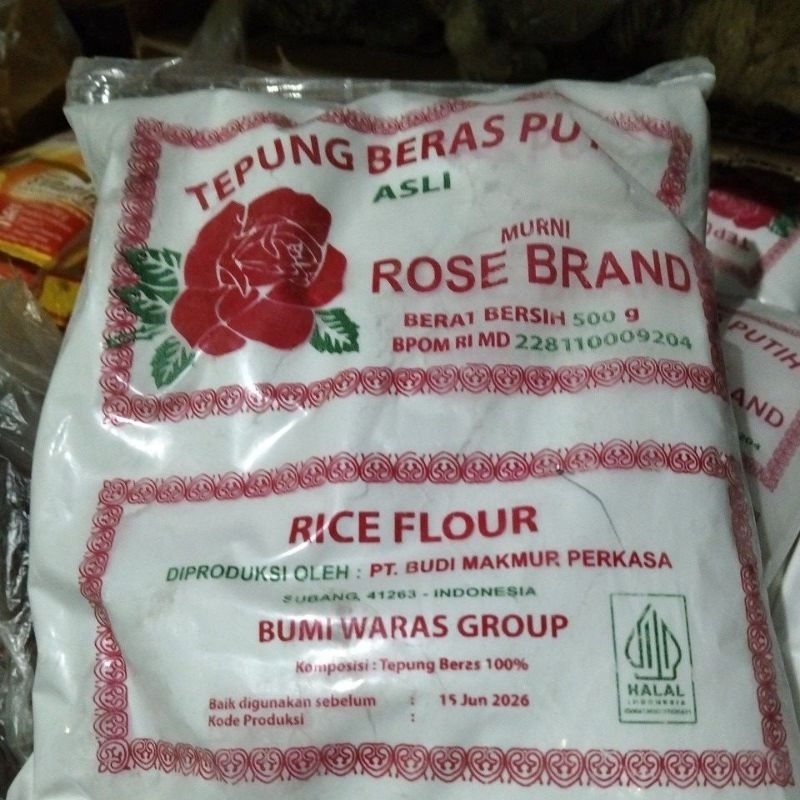 TEPUNG BERAS
ASLI
MURNI
ROSE BRAND
BERAT BERSIH 500 g
BPOM RI MD 228110009204
RICE FLOUR
DIPRODUKSI OLEH : PT. BUDI MAKMUR PERKASA
SUBANG, 41263 - INDONESIA
BUMI WARAS GROUP
Komposisi : Tepung Beras 100%
Baik digunakan sebelum : 15 Jun 2026
Kode Produksi :
HALAL
INDONESIA
PUTIH
AND